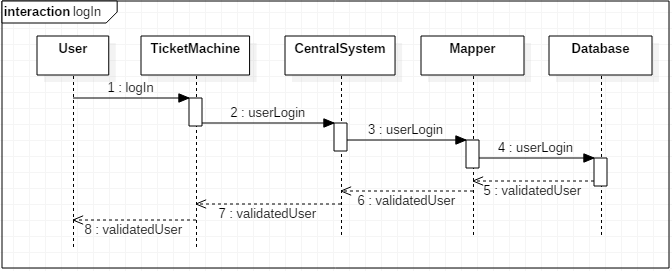 interaction logIn
User
TicketMachine
CentralSystem
Mapper
Database
1 : logIn
2 : userLogin
3 : userLogin
4 : userLogin
5 : validatedUser
6 : validatedUser
7 : validatedUser
8 : validatedUser